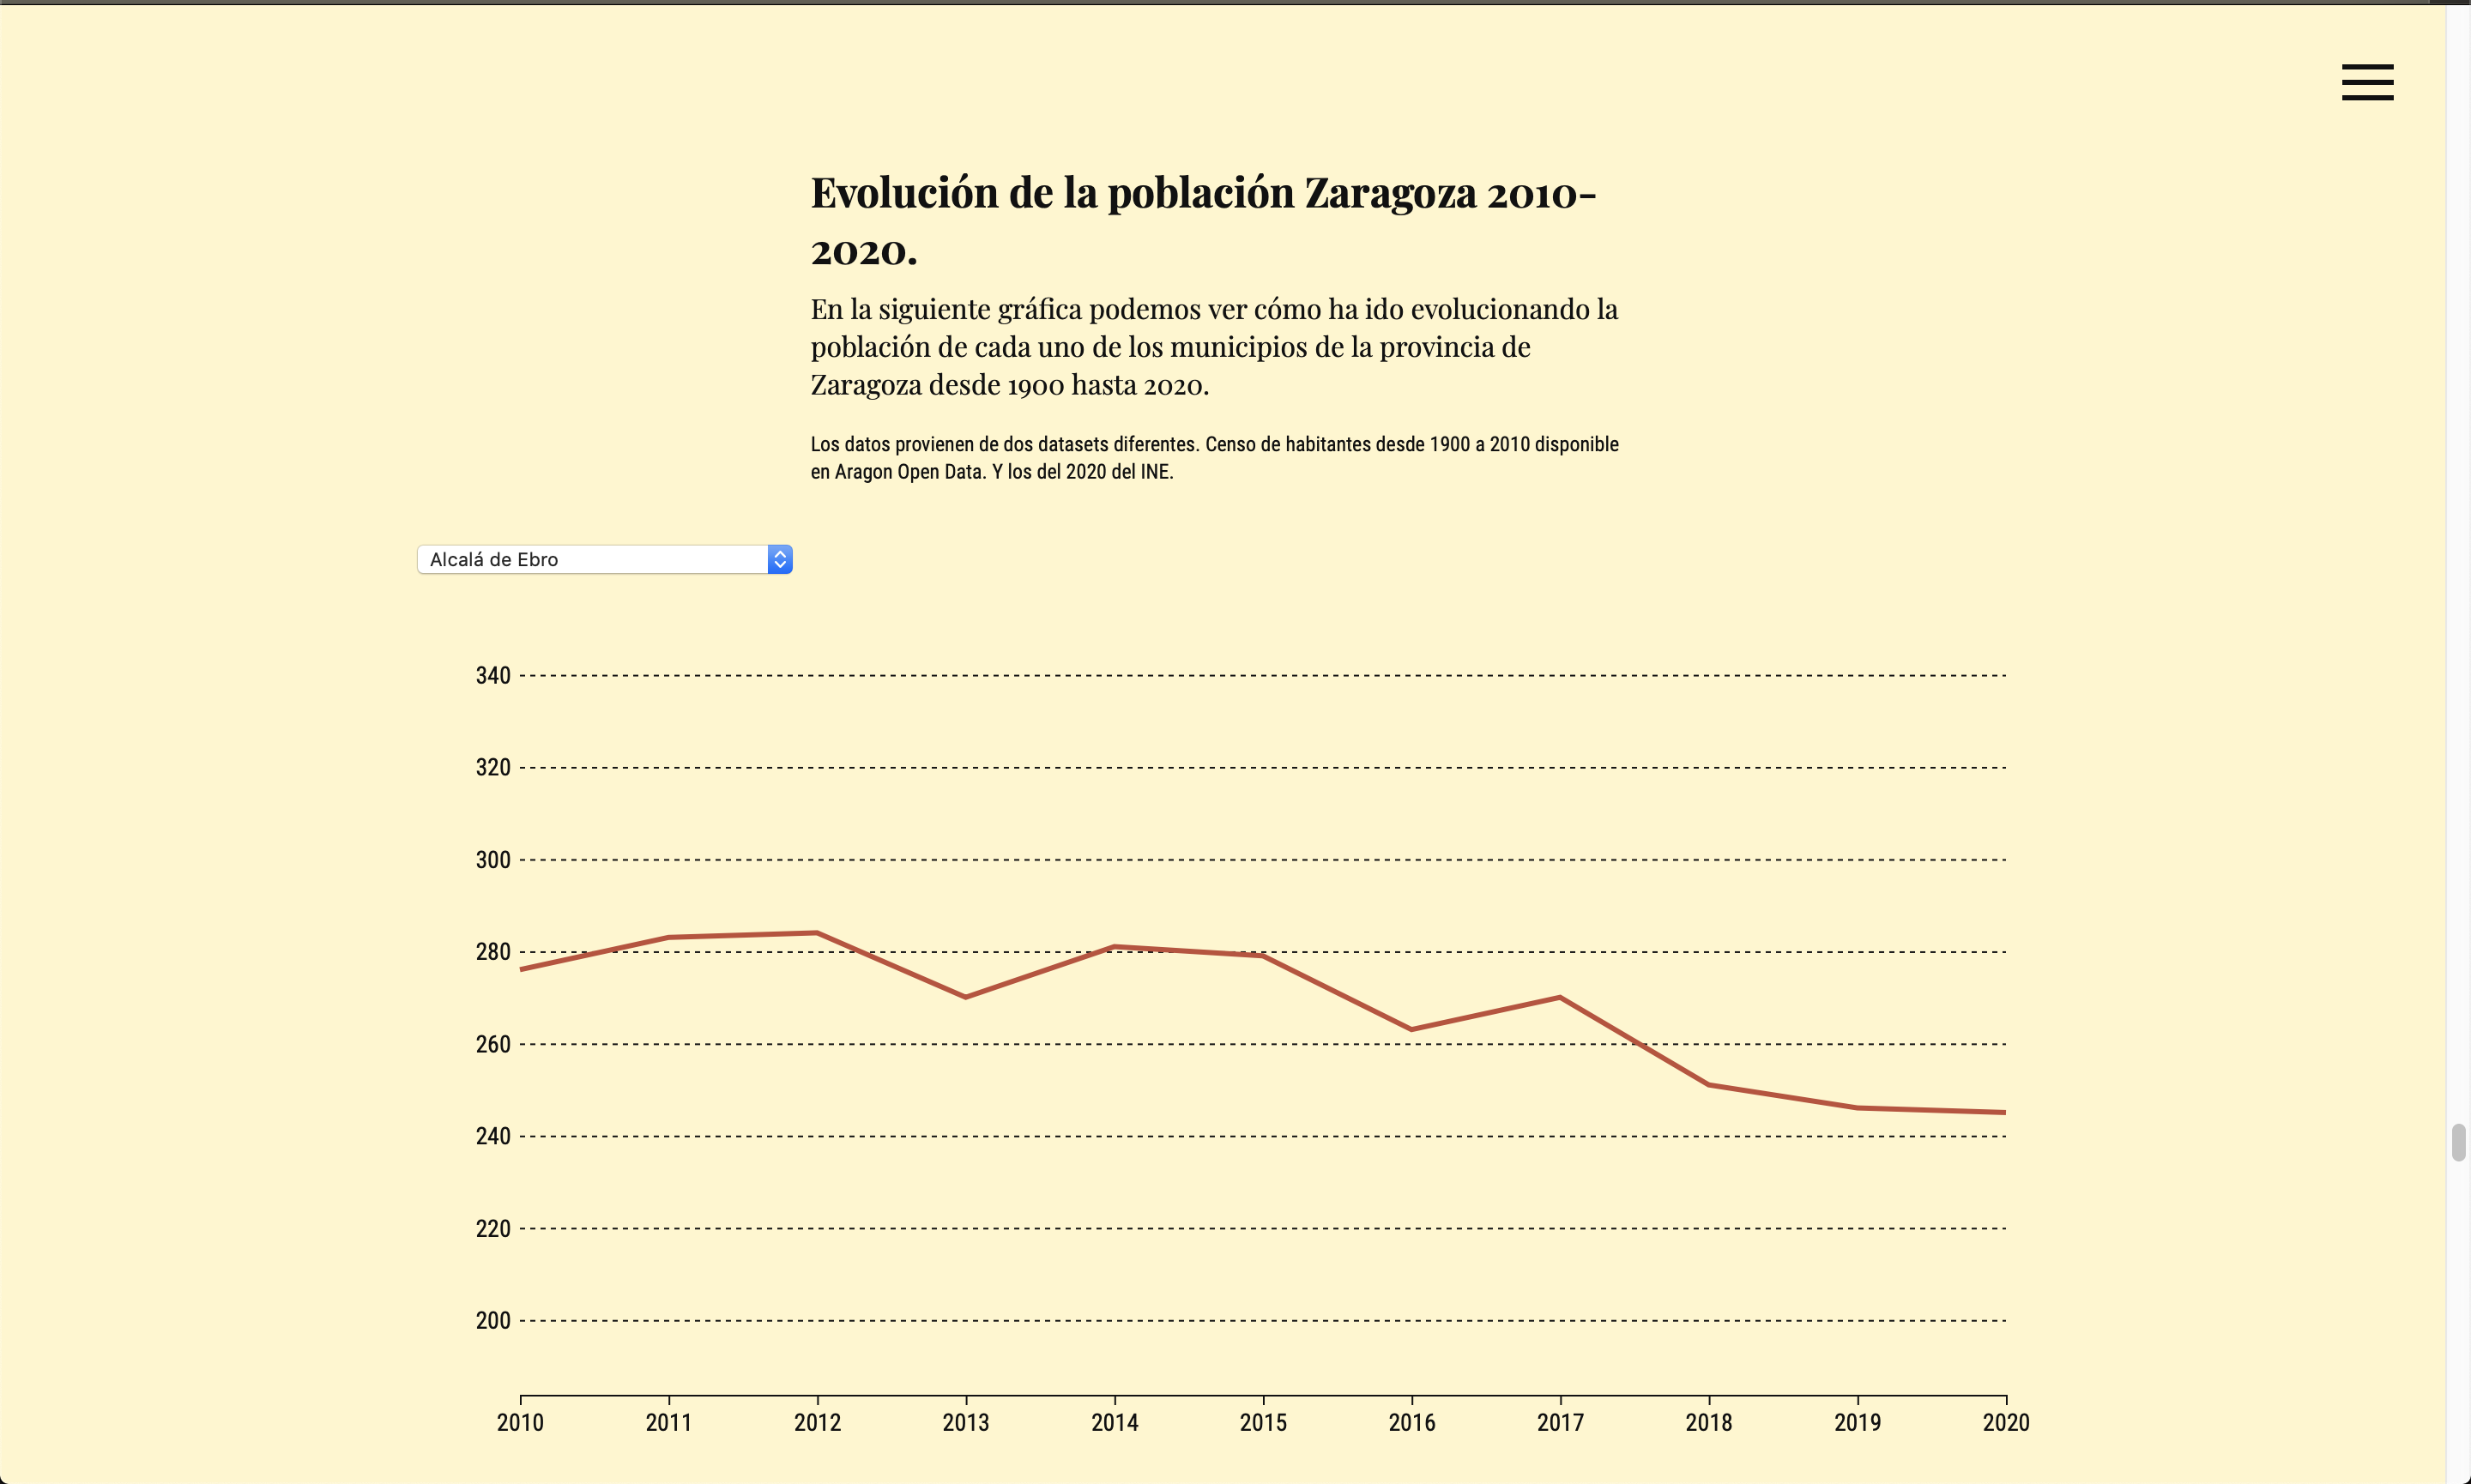 Evolución de la población Zaragoza 2010-
2020.
En la siguiente gráfica podemos ver cómo ha ido evolucionando la
población de cada uno de los municipios de la provincia de
Zaragoza desde 1900 hasta 2020.
Los datos provienen de dos datasets diferentes. Censo de habitantes desde 1900 a 2010 disponible
en Aragon Open Data. Y los del 2020 del INE.
Alcalá de Ebro
340
320
300
280
260
240
220
200
2010 2011 2012 2013 2014 2015 2016 2017 2018 2019 2020